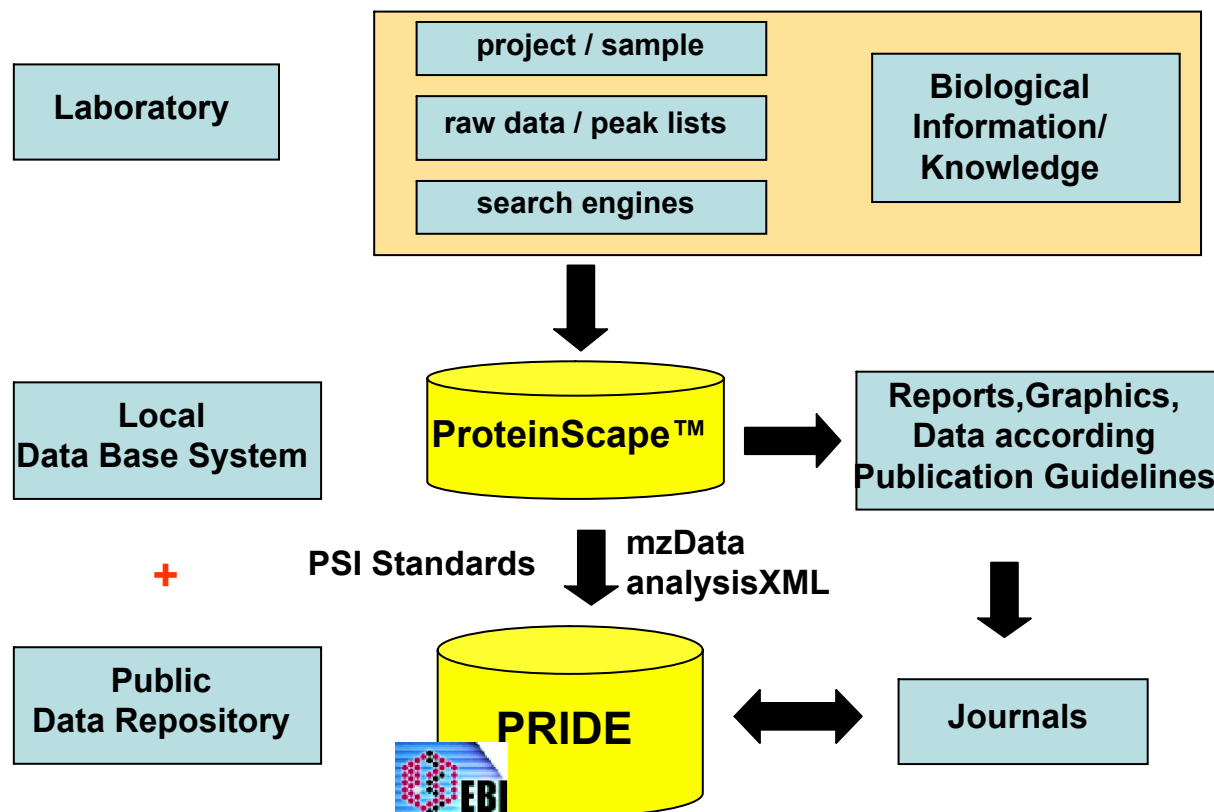 Laboratory
project / sample
raw data / peak lists
search engines
Biological
Information/
Knowledge
Local
Data Base System
ProteinScape™
Reports,Graphics,
Data according
Publication Guidelines
+
PSI Standards
mzData
analysisXML
Public
Data Repository
PRIDE
EBI
Journals